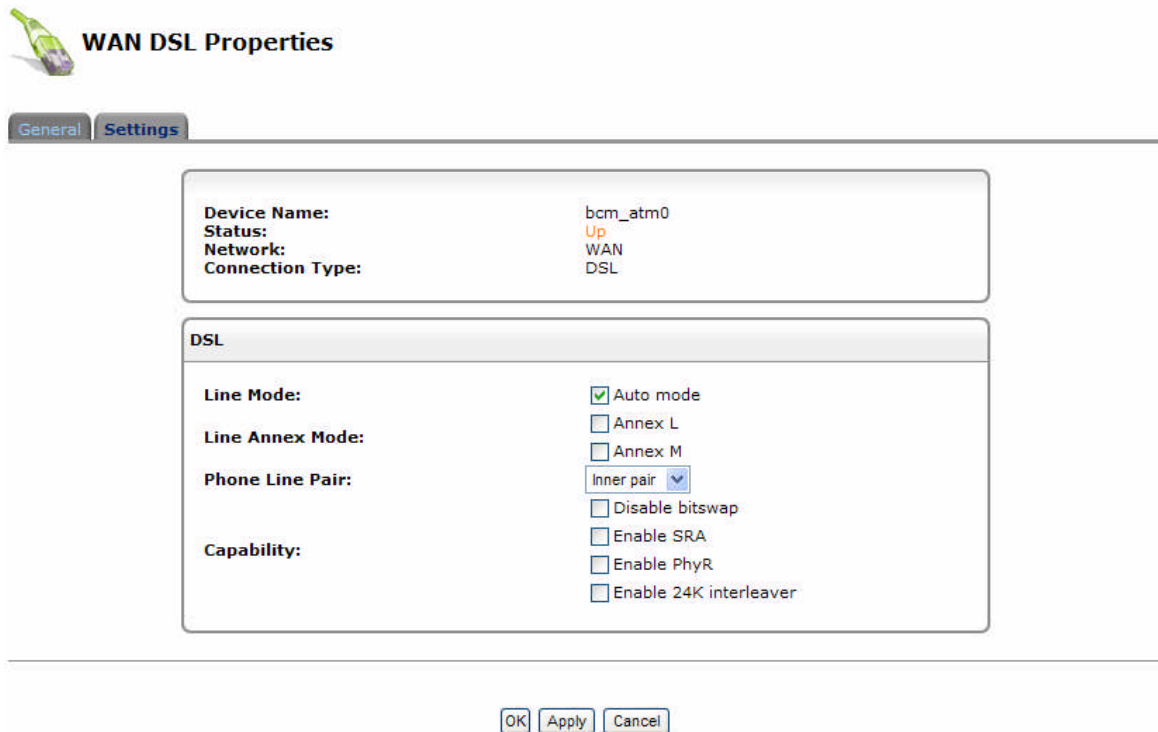 WAN DSL Properties
General Settings
Device Name: bcm_atm0
Status: Up
Network: WAN
Connection Type: DSL
DSL
Line Mode: Auto mode
Line Annex Mode: Annex L
Annex M
Phone Line Pair: Inner pair
Capability: Disable bitswap
Enable SRA
Enable PhyR
Enable 24K interleaver
OK Apply Cancel